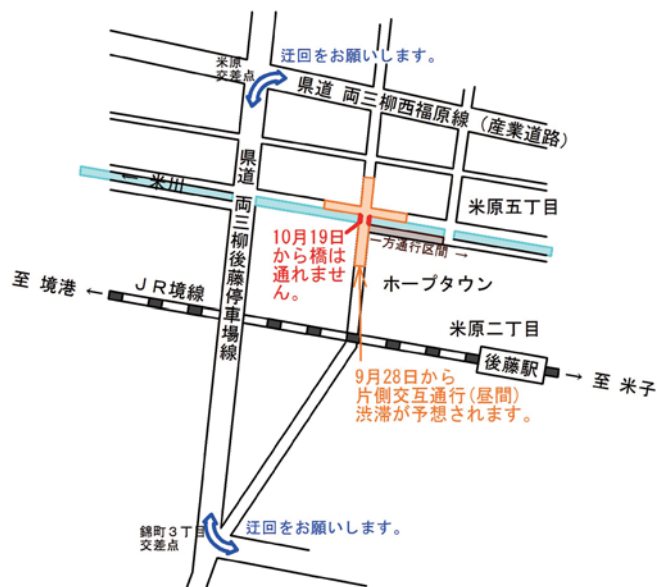 迂回をお願いします。
米原
交差点
県道 両三柳西福原線（産業道路）
県道 両三柳後藤停車場線
← 米川
米原五丁目
10月19日
から橋は
通れませ
ん。
一方通行区間 →
ホープタウン
至 境港 ←
ＪＲ境線
米原二丁目
後藤駅
→ 至 米子
9月28日から
片側交互通行(昼間)
渋滞が予想されます。
錦町３丁目
交差点
迂回をお願いします。